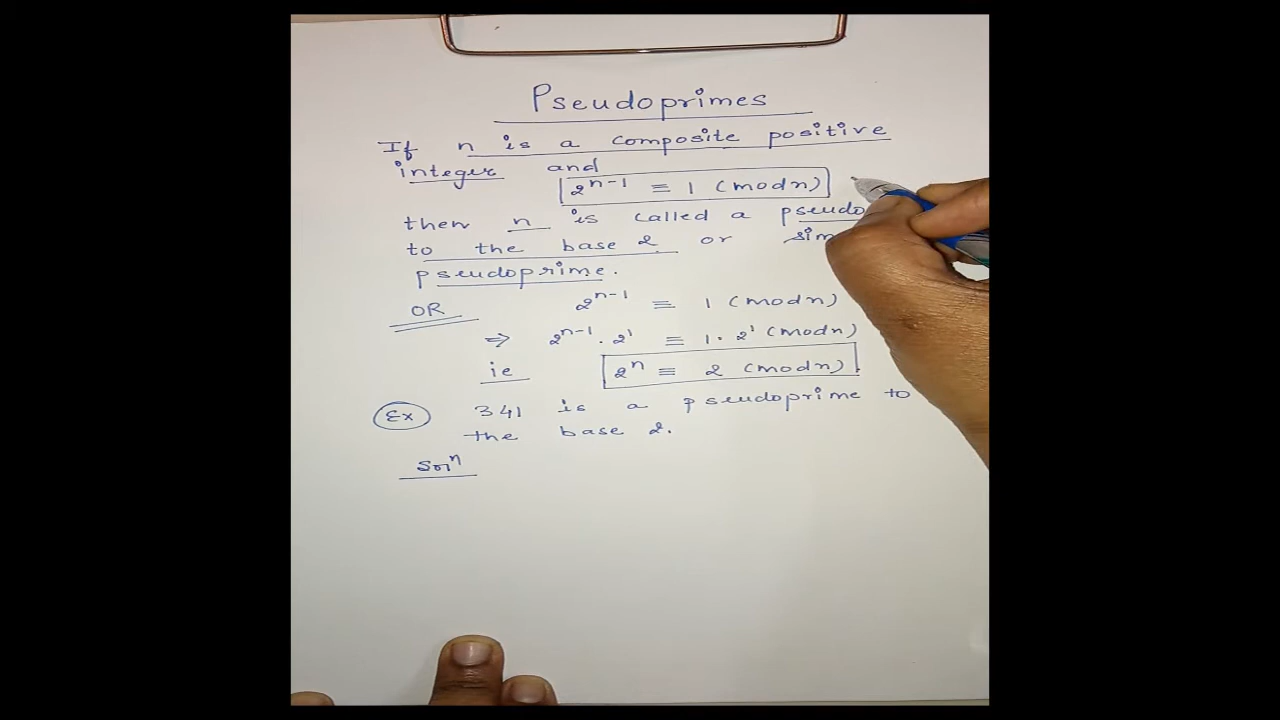 Pseudoprimes
If n is a composite positive
integer and
2^{n-1} ≡ 1 (mod n)
then n is called a pseudo
to the base 2 or sim
pseudoprime.
OR 2^{n-1} ≡ 1 (mod n)
⇒ 2^{n-1} · 2^1 ≡ 1 · 2^1 (mod n)
ie 2^n ≡ 2 (mod n)
Ex 341 is a pseudoprime to
the base 2.
Sol^n